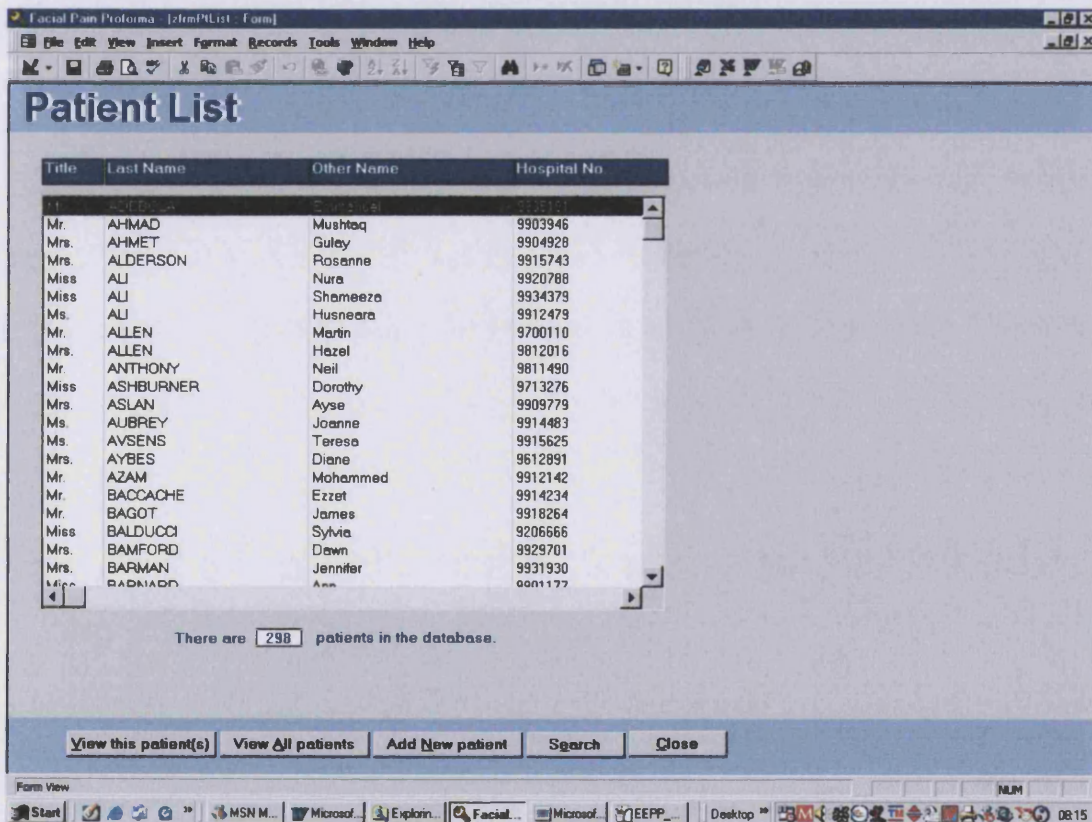 Facial Pain Proforma - [zfrmPtList : Form]
File Edit View Insert Format Records Tools Window Help
Patient List
Title Last Name Other Name Hospital No.
Emmanuel
Mr. AHMAD Mushtaq 9903946
Mrs. AHMET Gulay 9904928
Mrs. ALDERSON Rosanne 9915743
Miss ALI Nura 9920788
Miss ALI Shameeza 9934379
Ms. ALI Husneara 9912479
Mr. ALLEN Martin 9700110
Mrs. ALLEN Hazel 9812016
Mr. ANTHONY Neil 9811490
Miss ASHBURNER Dorothy 9713276
Mrs. ASLAN Ayse 9909779
Ms. AUBREY Joanne 9914483
Ms. AVSENS Teresa 9915625
Mrs. AYBES Diane 9612891
Mr. AZAM Mohammed 9912142
Mr. BACCACHE Ezzet 9914234
Mr. BAGOT James 9918264
Miss BALDUCCI Sylvia 9206666
Mrs. BAMFORD Dawn 9929701
Mrs. BARMAN Jennifer 9931930
Miss BARNARD Ann 9901177
There are 298 patients in the database.
View this patient(s) View All patients Add New patient Search Close
Form View NUM
Start MSN M... Microsof... Explorin... Facial... Microsof... EEPP_... Desktop 08:15